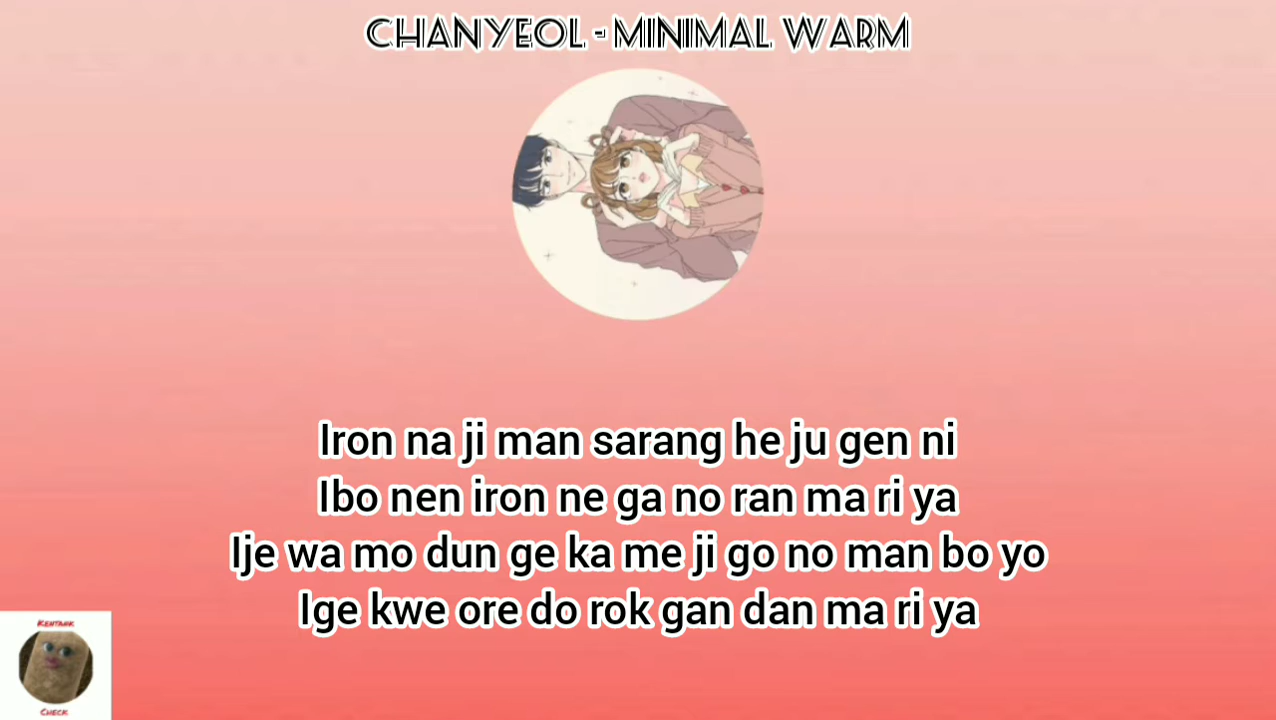 CHANYEOL - MINIMAL WARM
Iron na ji man sarang he ju gen ni
Ibo nen iron ne ga no ran ma ri ya
Ije wa mo dun ge ka me ji go no man bo yo
Ige kwe ore do rok gan dan ma ri ya
KENTANK
CHECK